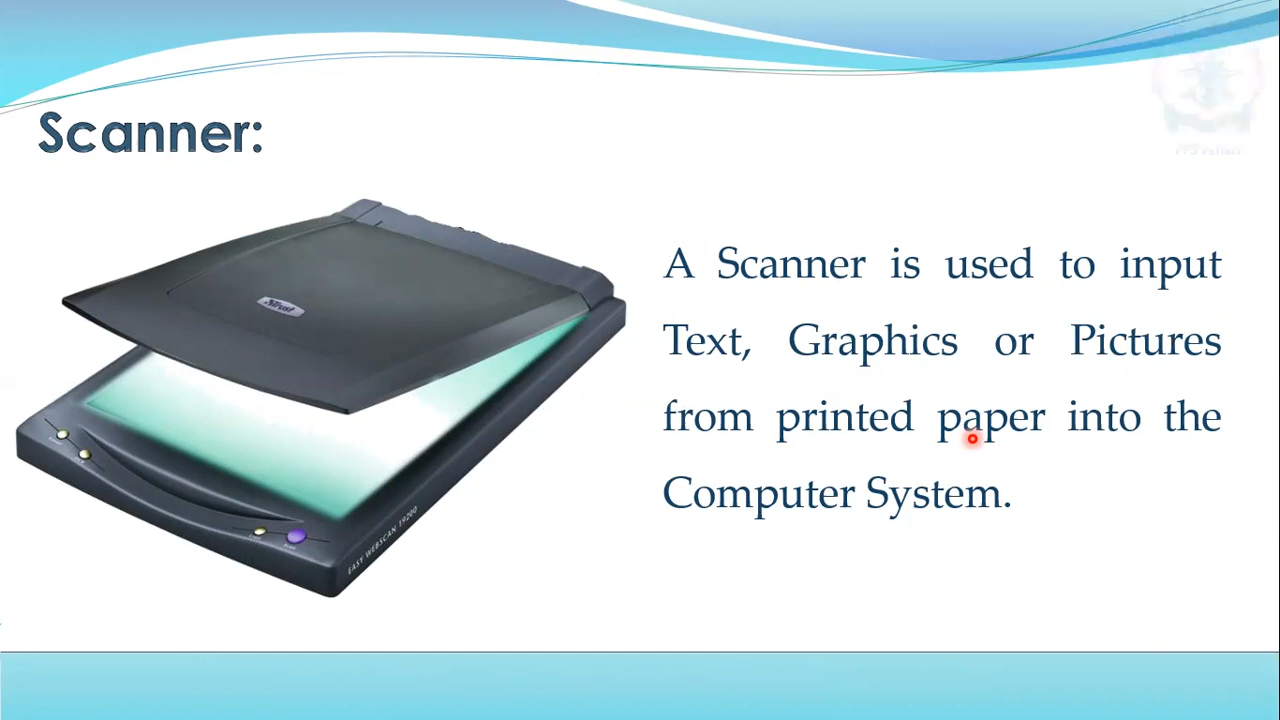 Scanner:
A Scanner is used to input
Text, Graphics or Pictures
from printed paper into the
Computer System.
Trust
EASY WEBSCAN 19200